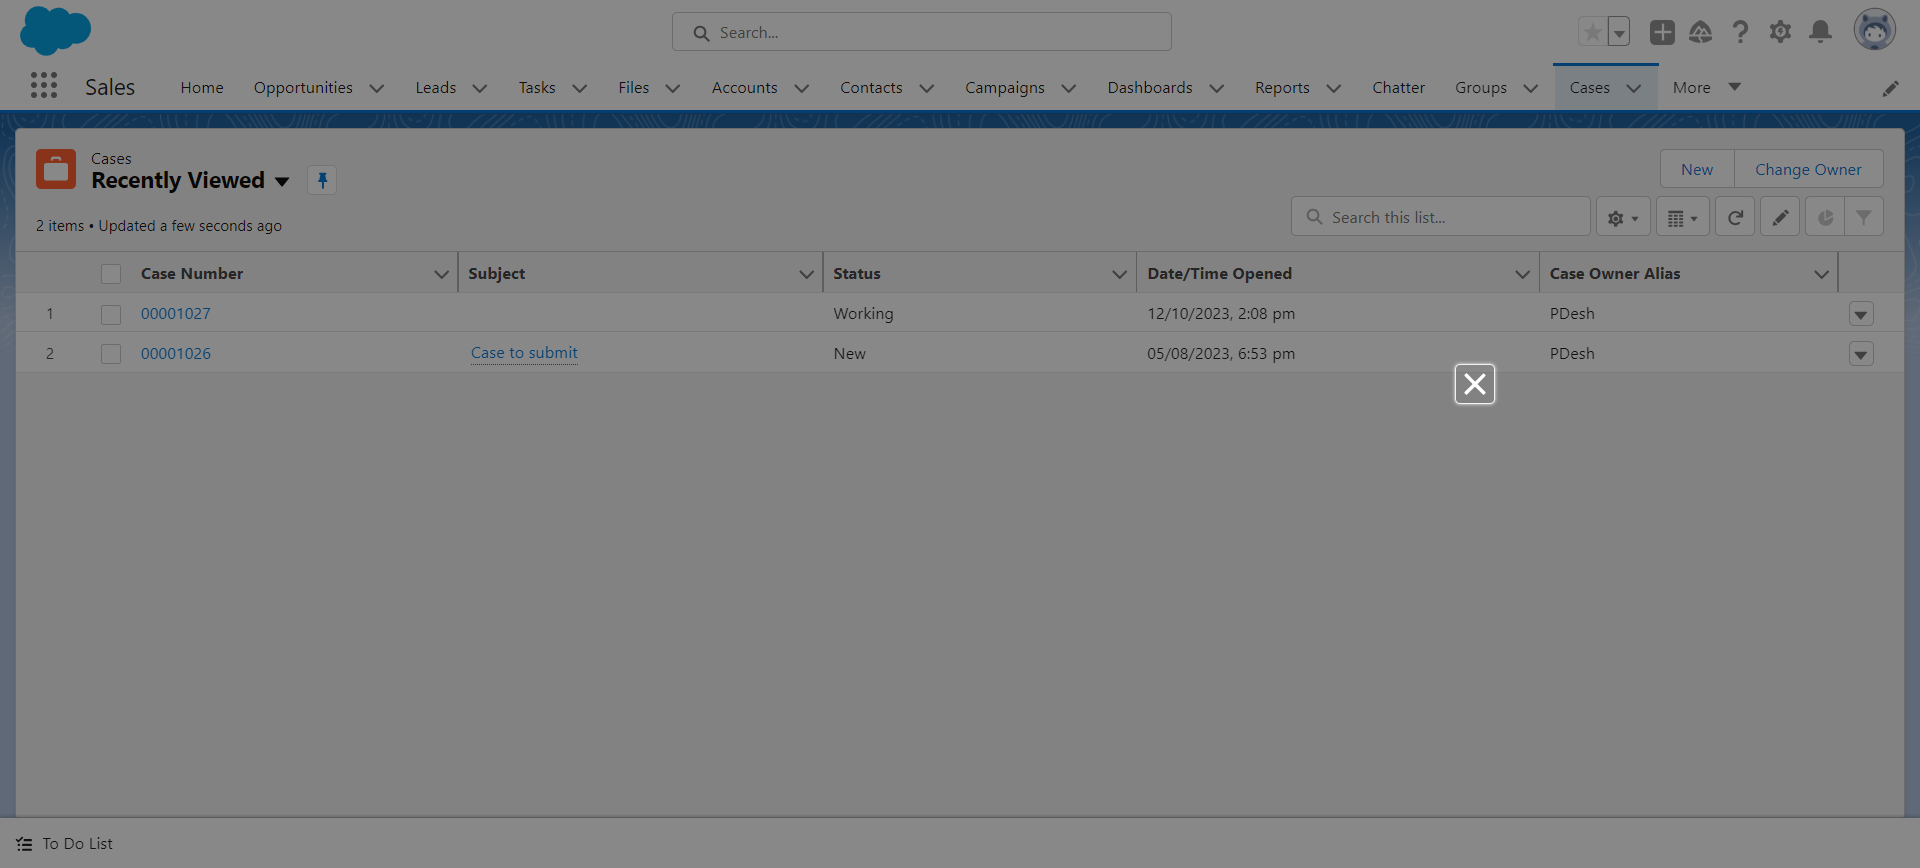 Search...
Sales
Home
Opportunities
Leads
Tasks
Files
Accounts
Contacts
Campaigns
Dashboards
Reports
Chatter
Groups
Cases
More
Cases
Recently Viewed
New
Change Owner
2 items • Updated a few seconds ago
Search this list...
Case Number
Subject
Status
Date/Time Opened
Case Owner Alias
1
00001027
Working
12/10/2023, 2:08 pm
PDesh
2
00001026
Case to submit
New
05/08/2023, 6:53 pm
PDesh
To Do List